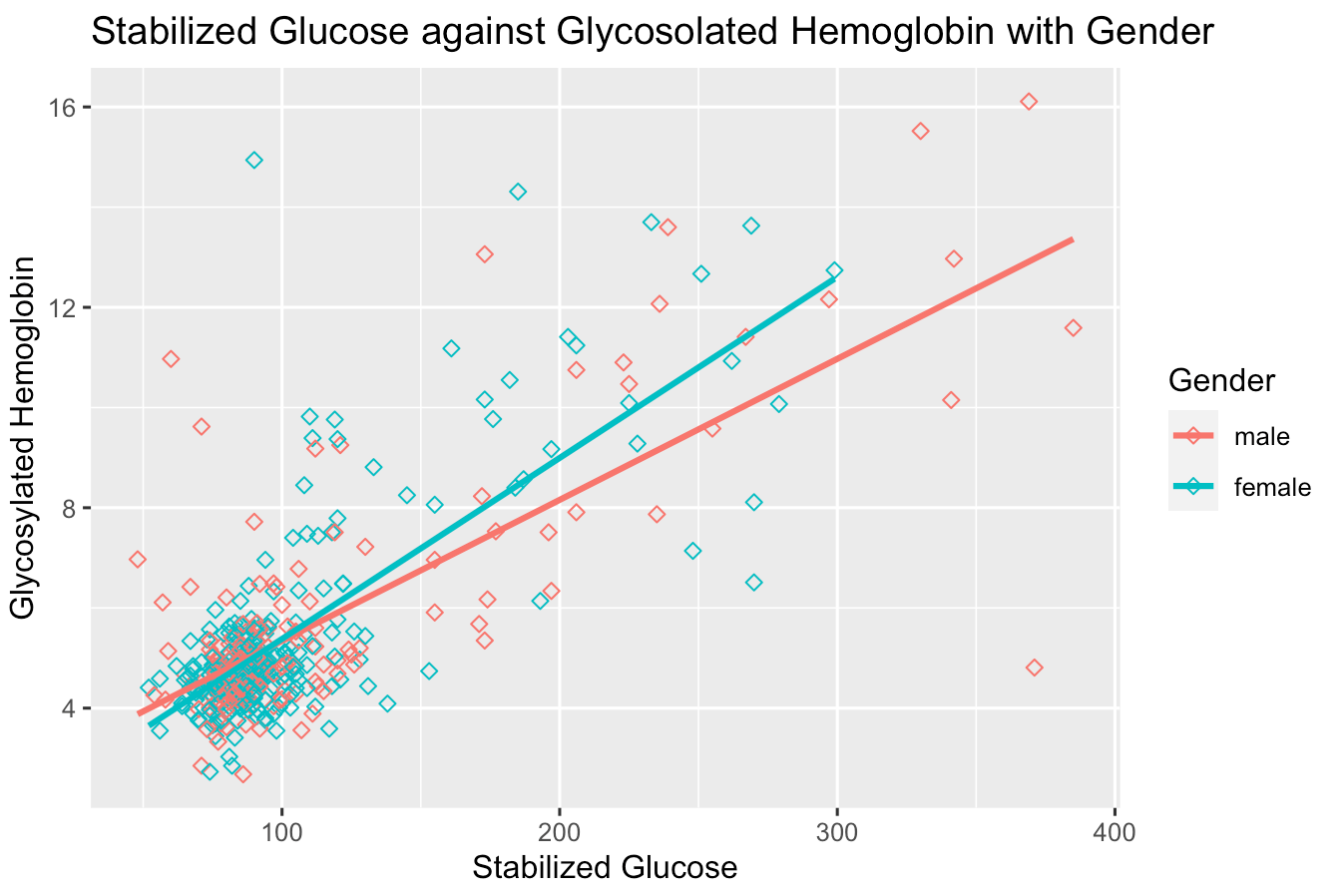 Stabilized Glucose against Glycosolated Hemoglobin with Gender
Glycosylated Hemoglobin
16
12
8
4
100
200
300
400
Stabilized Glucose
Gender
male
female